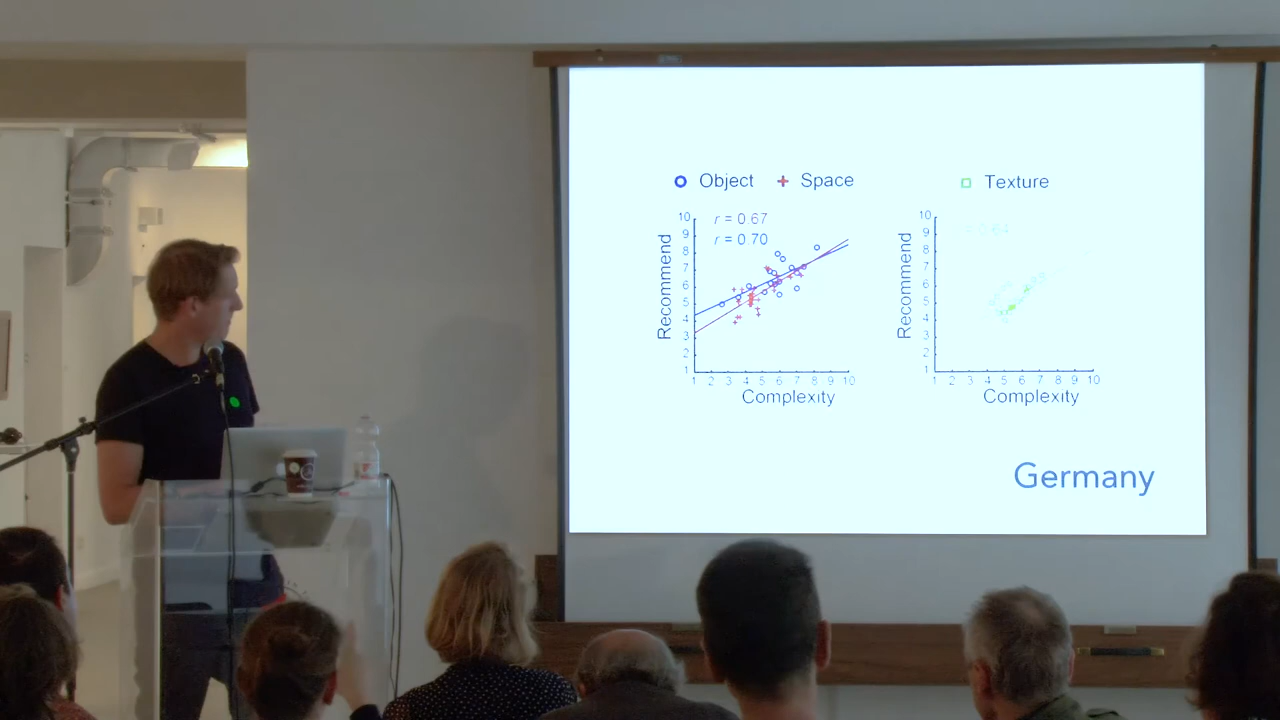 Object Space
Texture
r = 0.67
r = 0.70
Recommend
10
9
8
7
6
5
4
3
2
1
1 2 3 4 5 6 7 8 9 10
Complexity
Recommend
10
9
8
7
6
5
4
3
2
1
1 2 3 4 5 6 7 8 9 10
Complexity
Germany